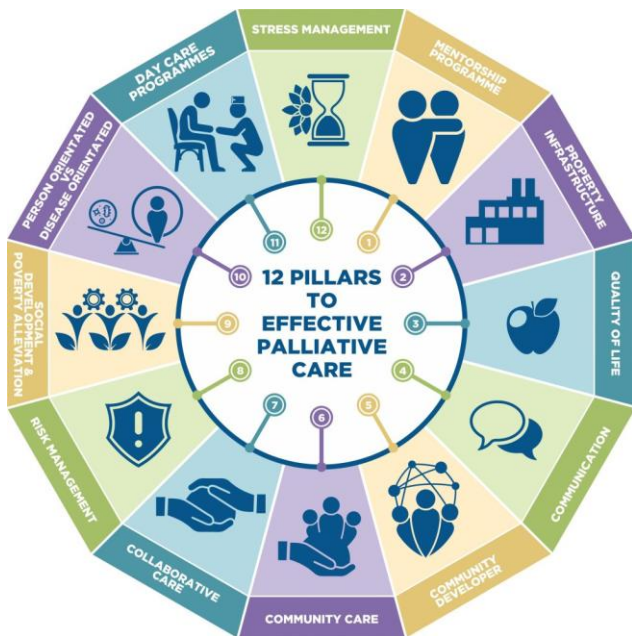 STRESS MANAGEMENT
MENTORSHIP
PROGRAMME
PROPERTY
INFRASTRUCTURE
QUALITY OF LIFE
COMMUNICATION
COMMUNITY
DEVELOPER
COMMUNITY CARE
COLLABORATIVE
CARE
RISK MANAGEMENT
SOCIAL
DEVELOPMENT &
POVERTY ALLEVIATION
PERSON ORIENTATED
VS
DISEASE ORIENTATED
DAY CARE
PROGRAMMES
12 PILLARS
TO
EFFECTIVE
PALLIATIVE
CARE
1
2
3
4
5
6
7
8
9
10
11
12